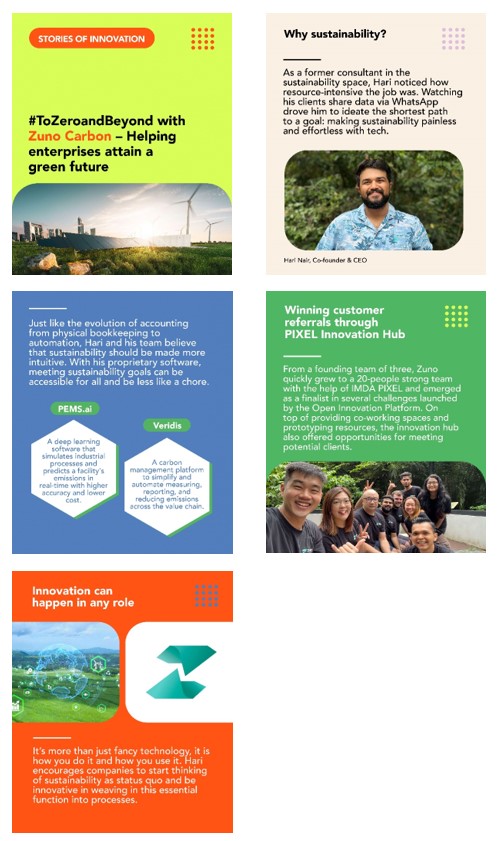 STORIES OF INNOVATION
#ToZeroandBeyond with
Zuno Carbon – Helping
enterprises attain a
green future
Why sustainability?
As a former consultant in the
sustainability space, Hari noticed how
resource-intensive the job was. Watching
his clients share data via WhatsApp
drove him to ideate the shortest path
to a goal: making sustainability painless
and effortless with tech.
Hari Nair, Co-founder & CEO
Just like the evolution of accounting
from physical bookkeeping to
automation, Hari and his team believe
that sustainability should be made more
intuitive. With his proprietary software,
meeting sustainability goals can be
accessible for all and be less like a chore.
PEMS.ai
A deep learning
software that
simulates industrial
processes and
predicts a facility's
emissions in
real-time with higher
accuracy and lower
cost.
Veridis
A carbon
management platform
to simplify and
automate measuring,
reporting, and
reducing emissions
across the value chain.
Winning customer
referrals through
PIXEL Innovation Hub
From a founding team of three, Zuno
quickly grew to a 20-people strong team
with the help of IMDA PIXEL and emerged
as a finalist in several challenges launched
by the Open Innovation Platform. On
top of providing co-working spaces and
prototyping resources, the innovation hub
also offered opportunities for meeting
potential clients.
Innovation can
happen in any role
It's more than just fancy technology, it is
how you do it and how you use it. Hari
encourages companies to start thinking
of sustainability as status quo and be
innovative in weaving in this essential
function into processes.